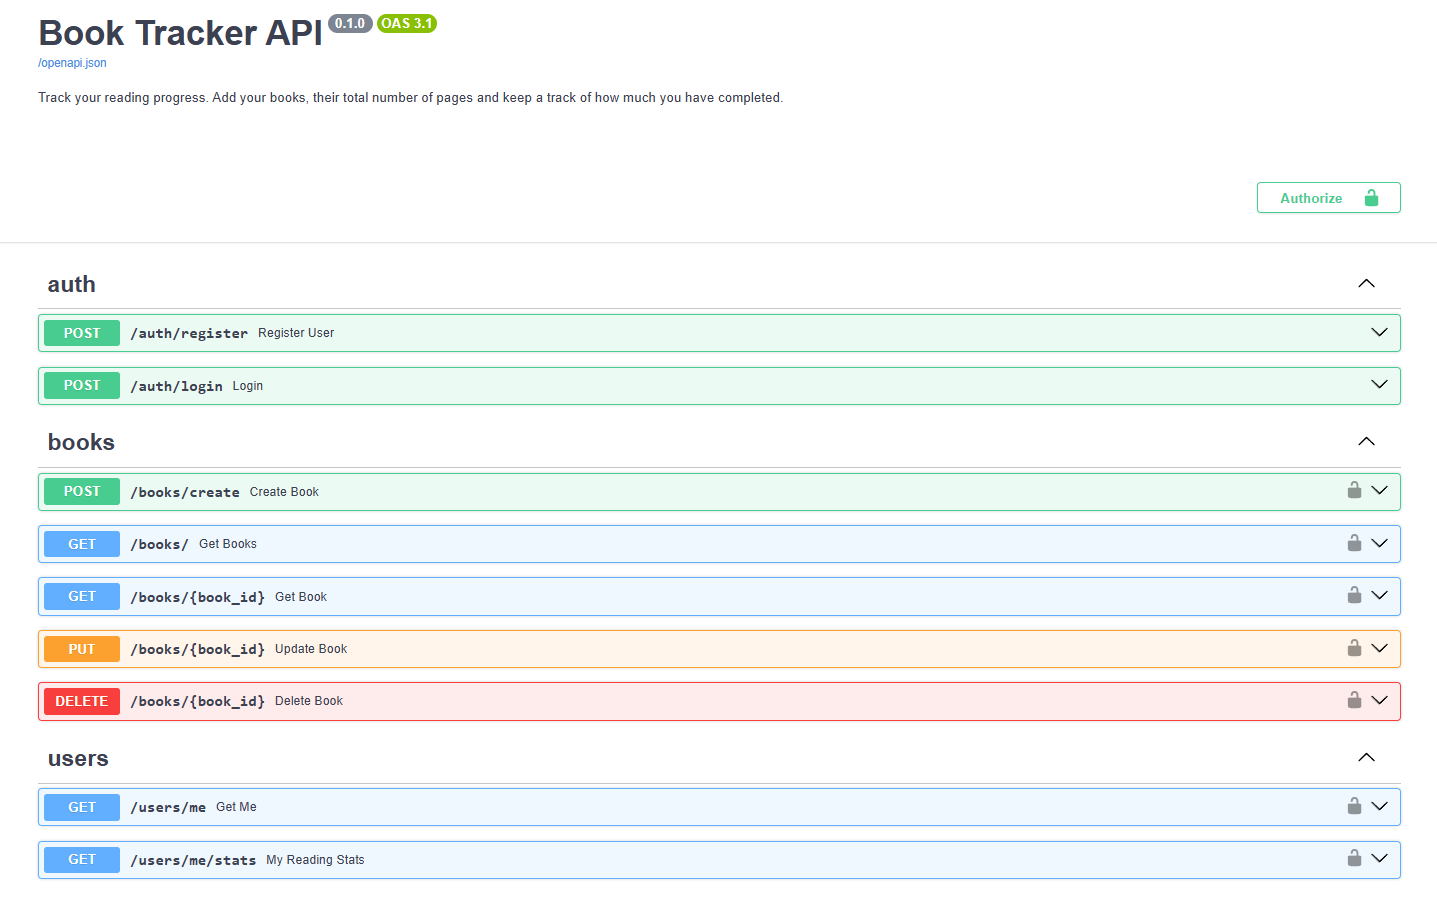 Book Tracker API 0.1.0 OAS 3.1
/openapi.json
Track your reading progress. Add your books, their total number of pages and keep a track of how much you have completed.
Authorize
auth
POST /auth/register Register User
POST /auth/login Login
books
POST /books/create Create Book
GET /books/ Get Books
GET /books/{book_id} Get Book
PUT /books/{book_id} Update Book
DELETE /books/{book_id} Delete Book
users
GET /users/me Get Me
GET /users/me/stats My Reading Stats